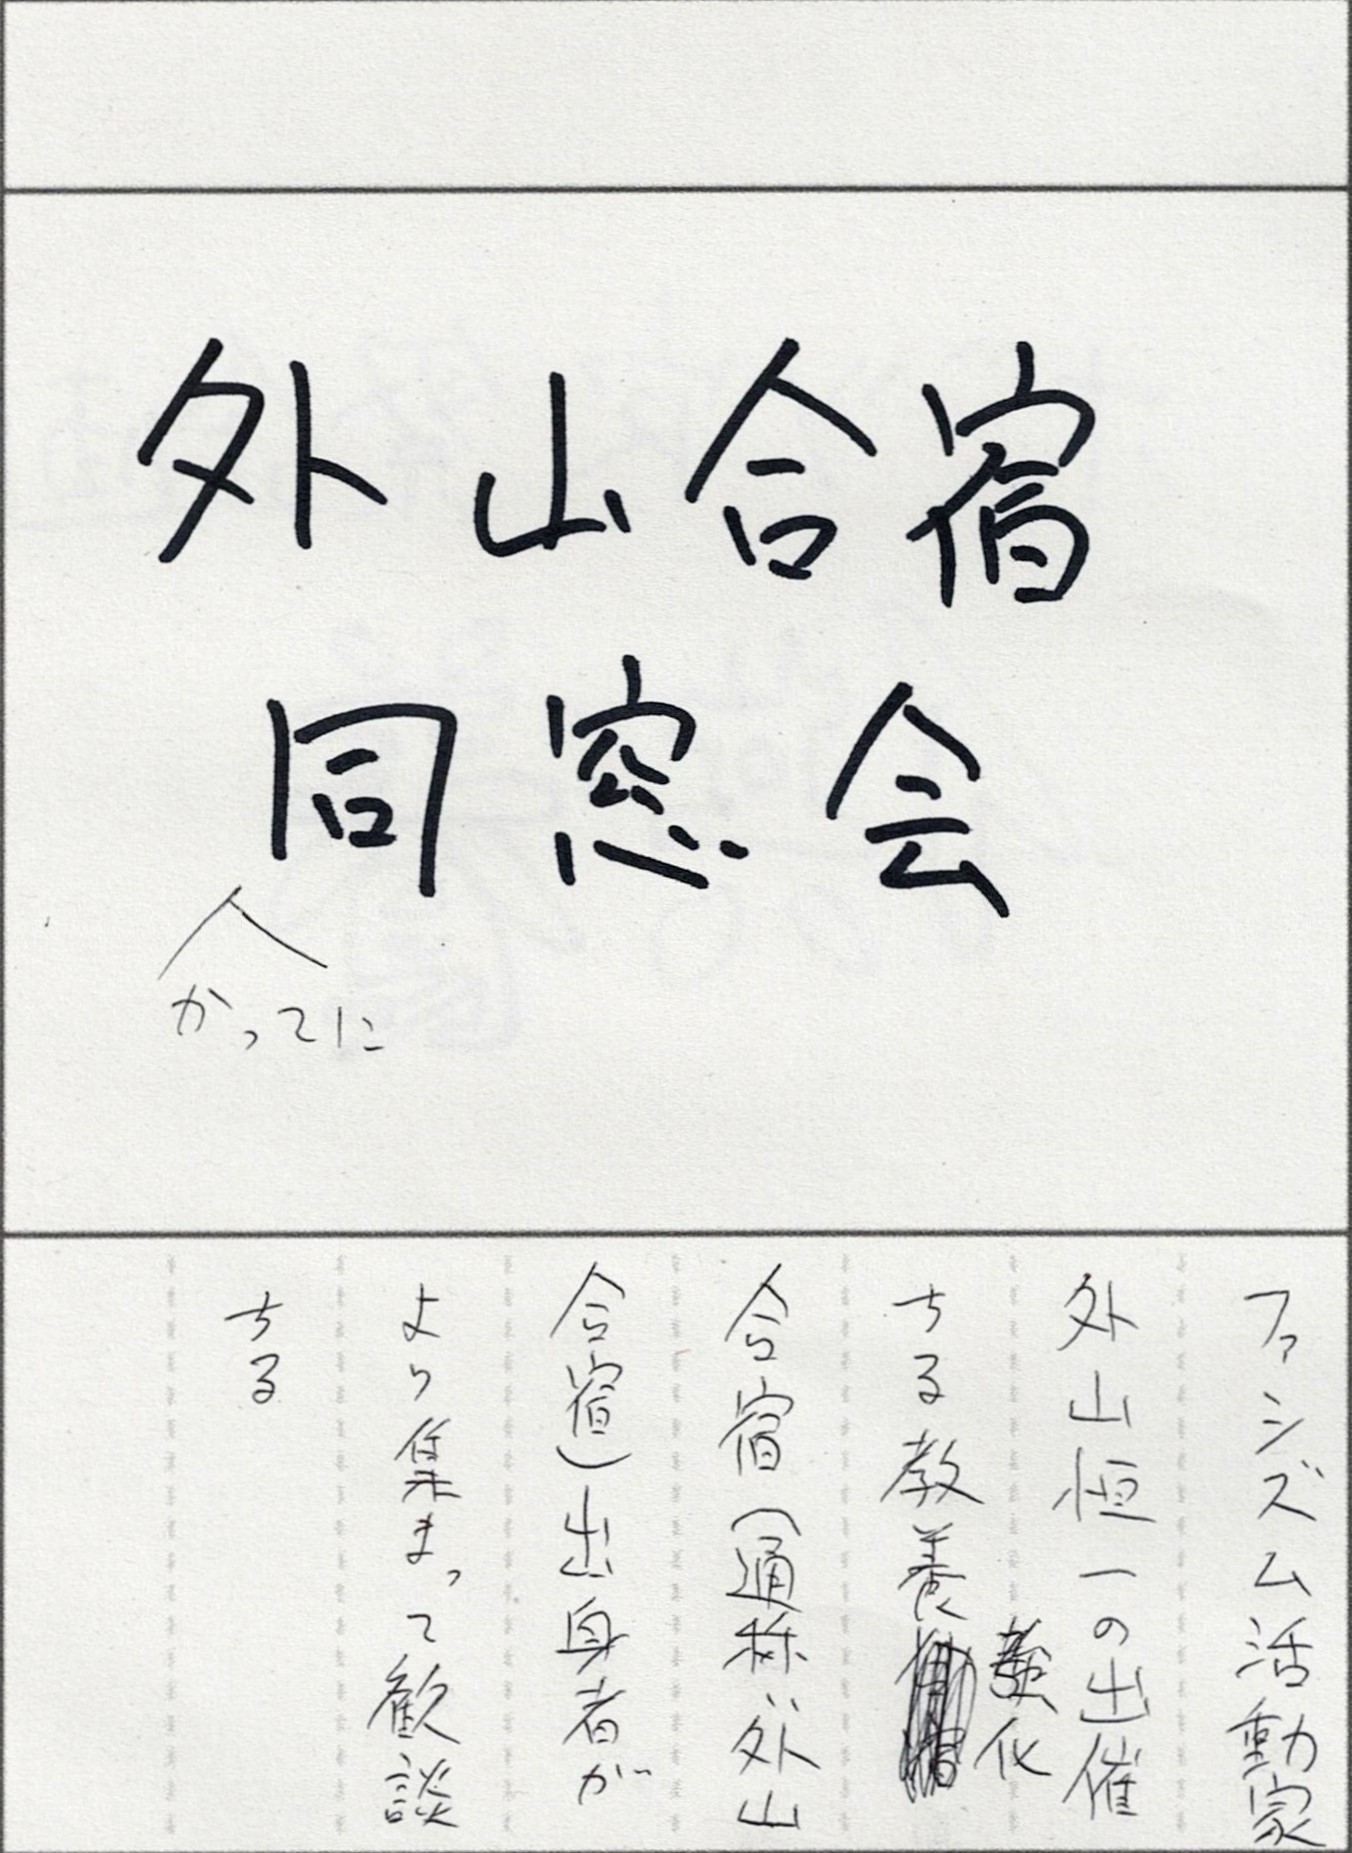 外山合宿
同窓会
かってに
ファシズム活動家
外山恒一の出催
する教養強化
合宿(通称〝外山
合宿)出身者が
より集まって歓談
する